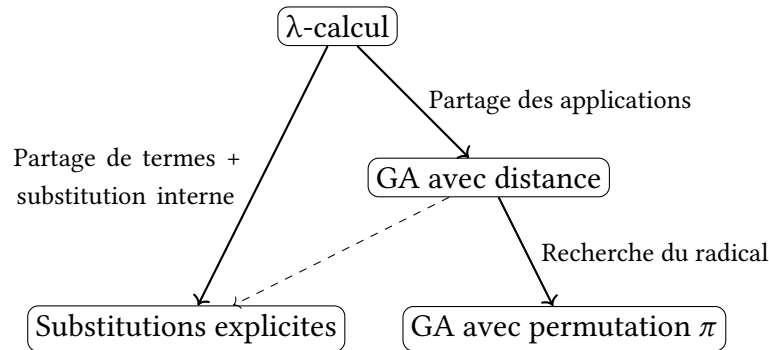 λ-calcul
Partage des applications
Partage de termes +
substitution interne
GA avec distance
Recherche du radical
Substitutions explicites
GA avec permutation π